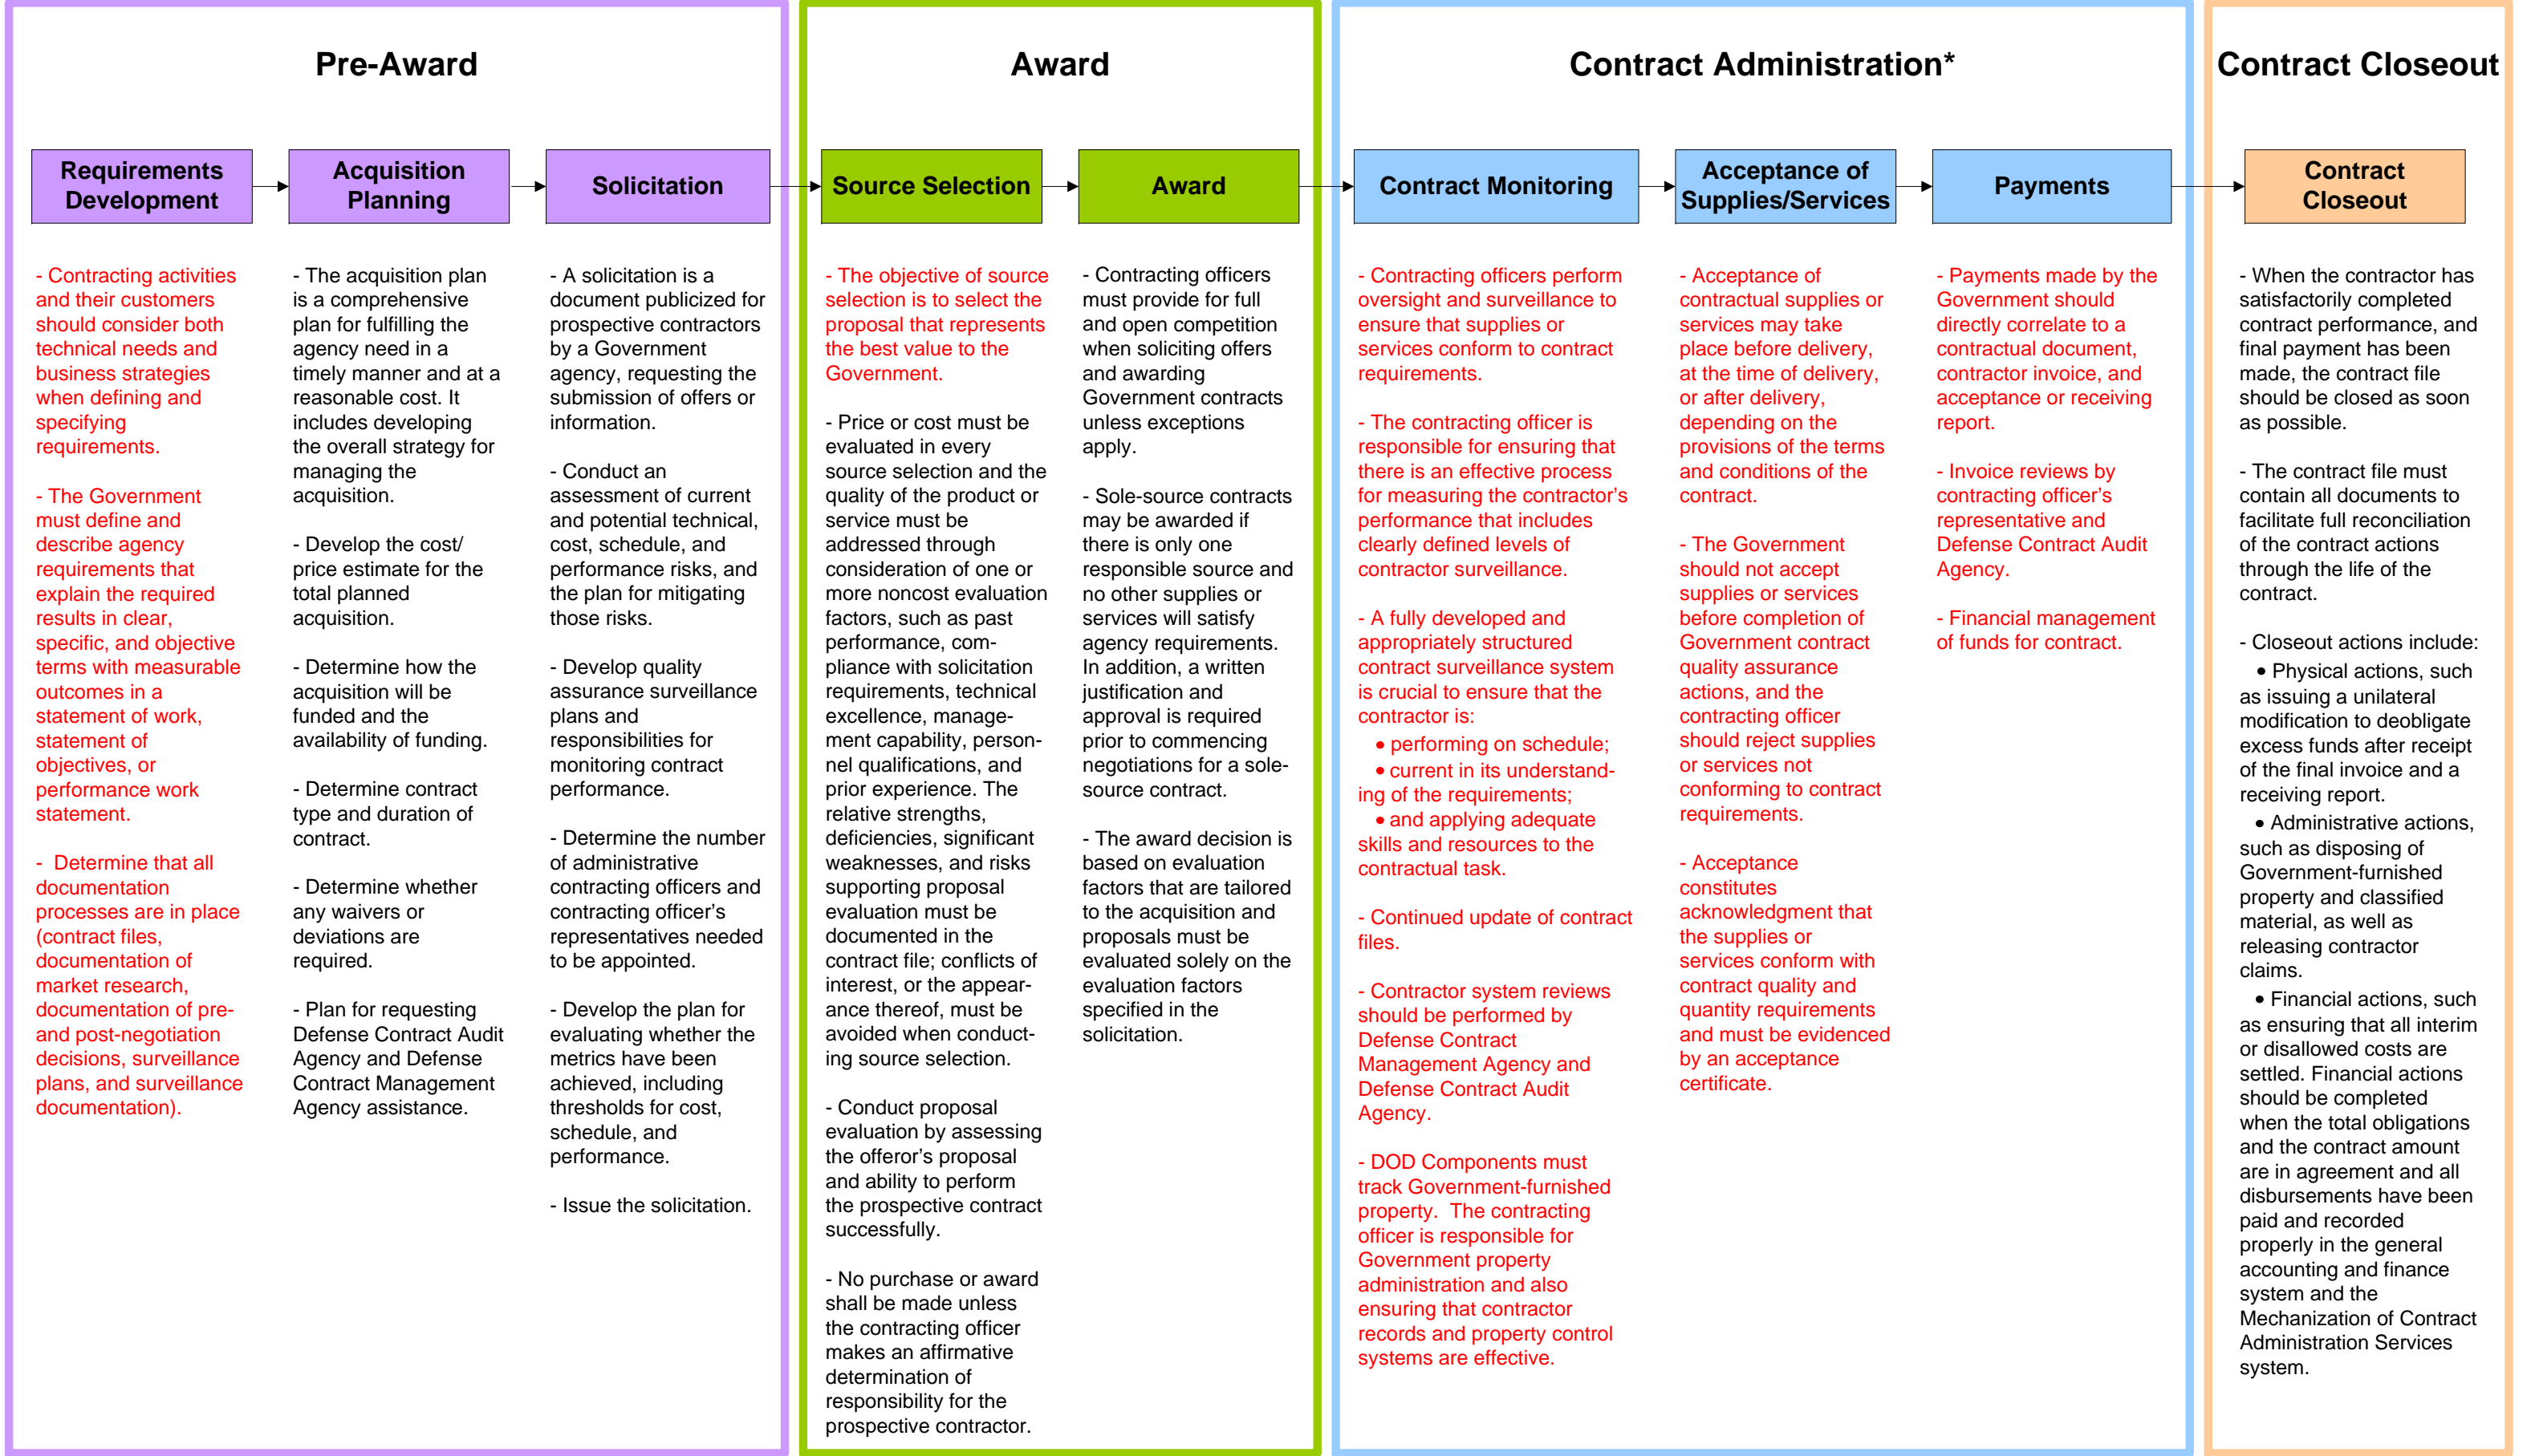 Pre-Award
Requirements
Development
Acquisition
Planning
Solicitation
- Contracting activities
and their customers
should consider both
technical needs and
business strategies
when defining and
specifying
requirements.
- The Government
must define and
describe agency
requirements that
explain the required
results in clear,
specific, and objective
terms with measurable
outcomes in a
statement of work,
statement of
objectives, or
performance work
statement.
-  Determine that all
documentation
processes are in place
(contract files,
documentation of
market research,
documentation of pre-
and post-negotiation
decisions, surveillance
plans, and surveillance
documentation).
- The acquisition plan
is a comprehensive
plan for fulfilling the
agency need in a
timely manner and at a
reasonable cost. It
includes developing
the overall strategy for
managing the
acquisition.
- Develop the cost/
price estimate for the
total planned
acquisition.
- Determine how the
acquisition will be
funded and the
availability of funding.
- Determine contract
type and duration of
contract.
- Determine whether
any waivers or
deviations are
required.
- Plan for requesting
Defense Contract Audit
Agency and Defense
Contract Management
Agency assistance.
- A solicitation is a
document publicized for
prospective contractors
by a Government
agency, requesting the
submission of offers or
information.
- Conduct an
assessment of current
and potential technical,
cost, schedule, and
performance risks, and
the plan for mitigating
those risks.
- Develop quality
assurance surveillance
plans and
responsibilities for
monitoring contract
performance.
- Determine the number
of administrative
contracting officers and
contracting officer's
representatives needed
to be appointed.
- Develop the plan for
evaluating whether the
metrics have been
achieved, including
thresholds for cost,
schedule, and
performance.
- Issue the solicitation.
Award
Source Selection
Award
- The objective of source
selection is to select the
proposal that represents
the best value to the
Government.
- Price or cost must be
evaluated in every
source selection and the
quality of the product or
service must be
addressed through
consideration of one or
more noncost evaluation
factors, such as past
performance, com-
pliance with solicitation
requirements, technical
excellence, manage-
ment capability, person-
nel qualifications, and
prior experience. The
relative strengths,
deficiencies, significant
weaknesses, and risks
supporting proposal
evaluation must be
documented in the
contract file; conflicts of
interest, or the appear-
ance thereof, must be
avoided when conduct-
ing source selection.
- Conduct proposal
evaluation by assessing
the offeror's proposal
and ability to perform
the prospective contract
successfully.
- No purchase or award
shall be made unless
the contracting officer
makes an affirmative
determination of
responsibility for the
prospective contractor.
- Contracting officers
must provide for full
and open competition
when soliciting offers
and awarding
Government contracts
unless exceptions
apply.
- Sole-source contracts
may be awarded if
there is only one
responsible source and
no other supplies or
services will satisfy
agency requirements.
In addition, a written
justification and
approval is required
prior to commencing
negotiations for a sole-
source contract.
- The award decision is
based on evaluation
factors that are tailored
to the acquisition and
proposals must be
evaluated solely on the
evaluation factors
specified in the
solicitation.
Contract Administration*
Contract Monitoring
Acceptance of
Supplies/Services
Payments
- Contracting officers perform
oversight and surveillance to
ensure that supplies or
services conform to contract
requirements.
- The contracting officer is
responsible for ensuring that
there is an effective process
for measuring the contractor's
performance that includes
clearly defined levels of
contractor surveillance.
- A fully developed and
appropriately structured
contract surveillance system
is crucial to ensure that the
contractor is:
• performing on schedule;
• current in its understand-
ing of the requirements;
• and applying adequate
skills and resources to the
contractual task.
- Continued update of contract
files.
- Contractor system reviews
should be performed by
Defense Contract
Management Agency and
Defense Contract Audit
Agency.
- DOD Components must
track Government-furnished
property.  The contracting
officer is responsible for
Government property
administration and also
ensuring that contractor
records and property control
systems are effective.
- Acceptance of
contractual supplies or
services may take
place before delivery,
at the time of delivery,
or after delivery,
depending on the
provisions of the terms
and conditions of the
contract.
- The Government
should not accept
supplies or services
before completion of
Government contract
quality assurance
actions, and the
contracting officer
should reject supplies
or services not
conforming to contract
requirements.
- Acceptance
constitutes
acknowledgment that
the supplies or
services conform with
contract quality and
quantity requirements
and must be evidenced
by an acceptance
certificate.
- Payments made by the
Government should
directly correlate to a
contractual document,
contractor invoice, and
acceptance or receiving
report.
- Invoice reviews by
contracting officer's
representative and
Defense Contract Audit
Agency.
- Financial management
of funds for contract.
Contract Closeout
Contract
Closeout
- When the contractor has
satisfactorily completed
contract performance, and
final payment has been
made, the contract file
should be closed as soon
as possible.
- The contract file must
contain all documents to
facilitate full reconciliation
of the contract actions
through the life of the
contract.
- Closeout actions include:
• Physical actions, such
as issuing a unilateral
modification to deobligate
excess funds after receipt
of the final invoice and a
receiving report.
• Administrative actions,
such as disposing of
Government-furnished
property and classified
material, as well as
releasing contractor
claims.
• Financial actions, such
as ensuring that all interim
or disallowed costs are
settled. Financial actions
should be completed
when the total obligations
and the contract amount
are in agreement and all
disbursements have been
paid and recorded
properly in the general
accounting and finance
system and the
Mechanization of Contract
Administration Services
system.